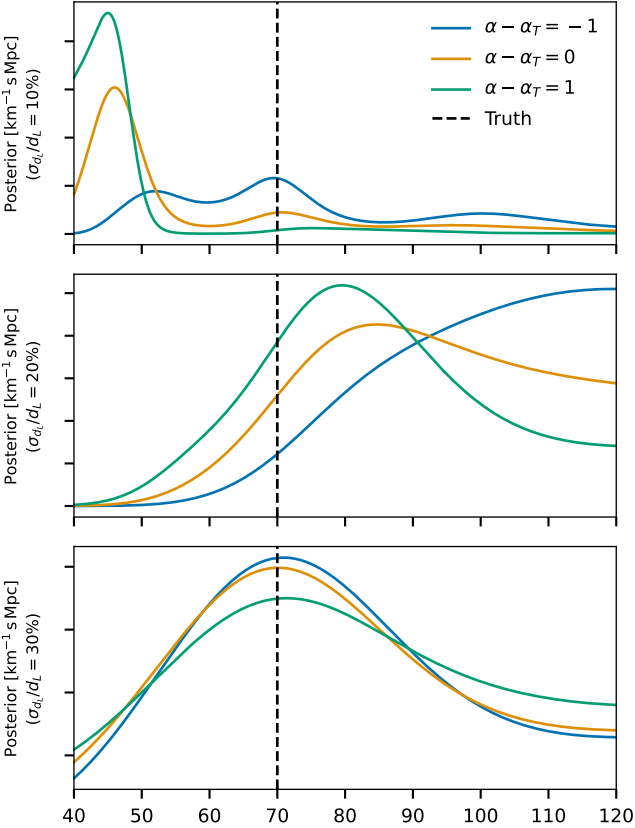 α − α_T = −1
α − α_T = 0
α − α_T = 1
Truth
Posterior [km⁻¹ s Mpc]
(σ_{d_L}/d_L = 10%)
Posterior [km⁻¹ s Mpc]
(σ_{d_L}/d_L = 20%)
Posterior [km⁻¹ s Mpc]
(σ_{d_L}/d_L = 30%)
40 50 60 70 80 90 100 110 120